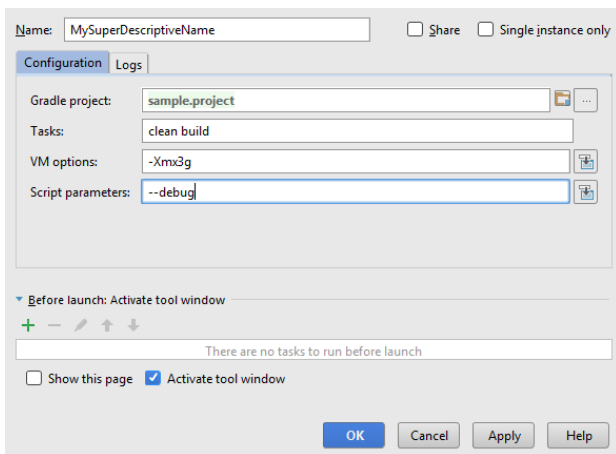 Name: MySuperDescriptiveName Share Single instance only
Configuration Logs
Gradle project: sample.project ...
Tasks: clean build
VM options: -Xmx3g
Script parameters: --debug
Before launch: Activate tool window
There are no tasks to run before launch
Show this page Activate tool window
OK Cancel Apply Help